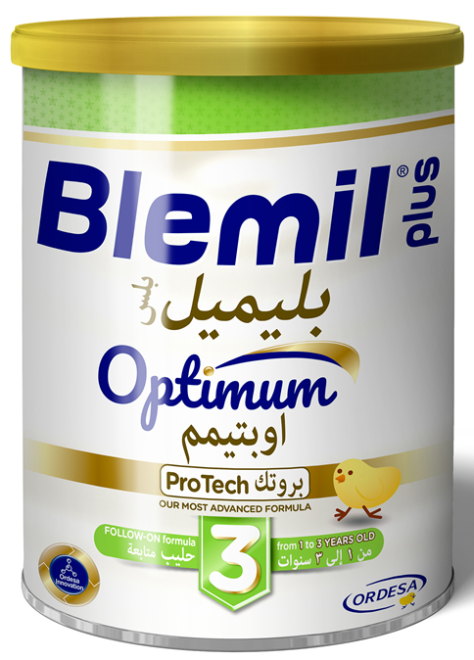 Blemil® plus
بليميل بلس
Optimum
اوبتيمم
ProTech بروتك
OUR MOST ADVANCED FORMULA
FOLLOW-ON formula
حليب متابعة
3
from 1 to 3 YEARS OLD
من ١ إلى ٣ سنوات
Ordesa
Innovation
ORDESA